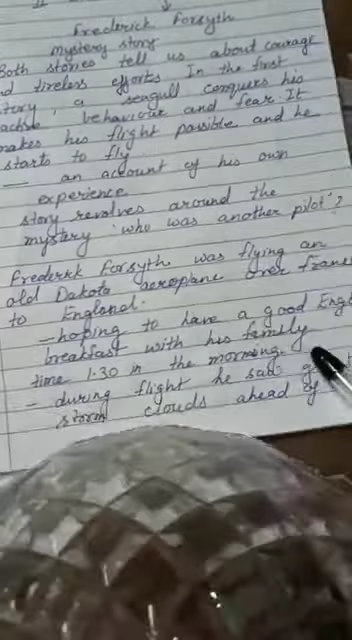 Frederick Forsyth
mystery story
Both stories tell us about courage
nd tireless efforts In the first
story, a seagull conquers his
behaviour and fear It
makes his flight possible and he
starts to fly
— an account of his own
experience
story revolves around the
mystery 'who was another pilot'?
Frederick Forsyth was flying an
old Dakota aeroplane over France
to England.
- hoping to have a good Engl
breakfast with his family
time 1.30 in the morning.
- during flight he saw
storm clouds ahead of